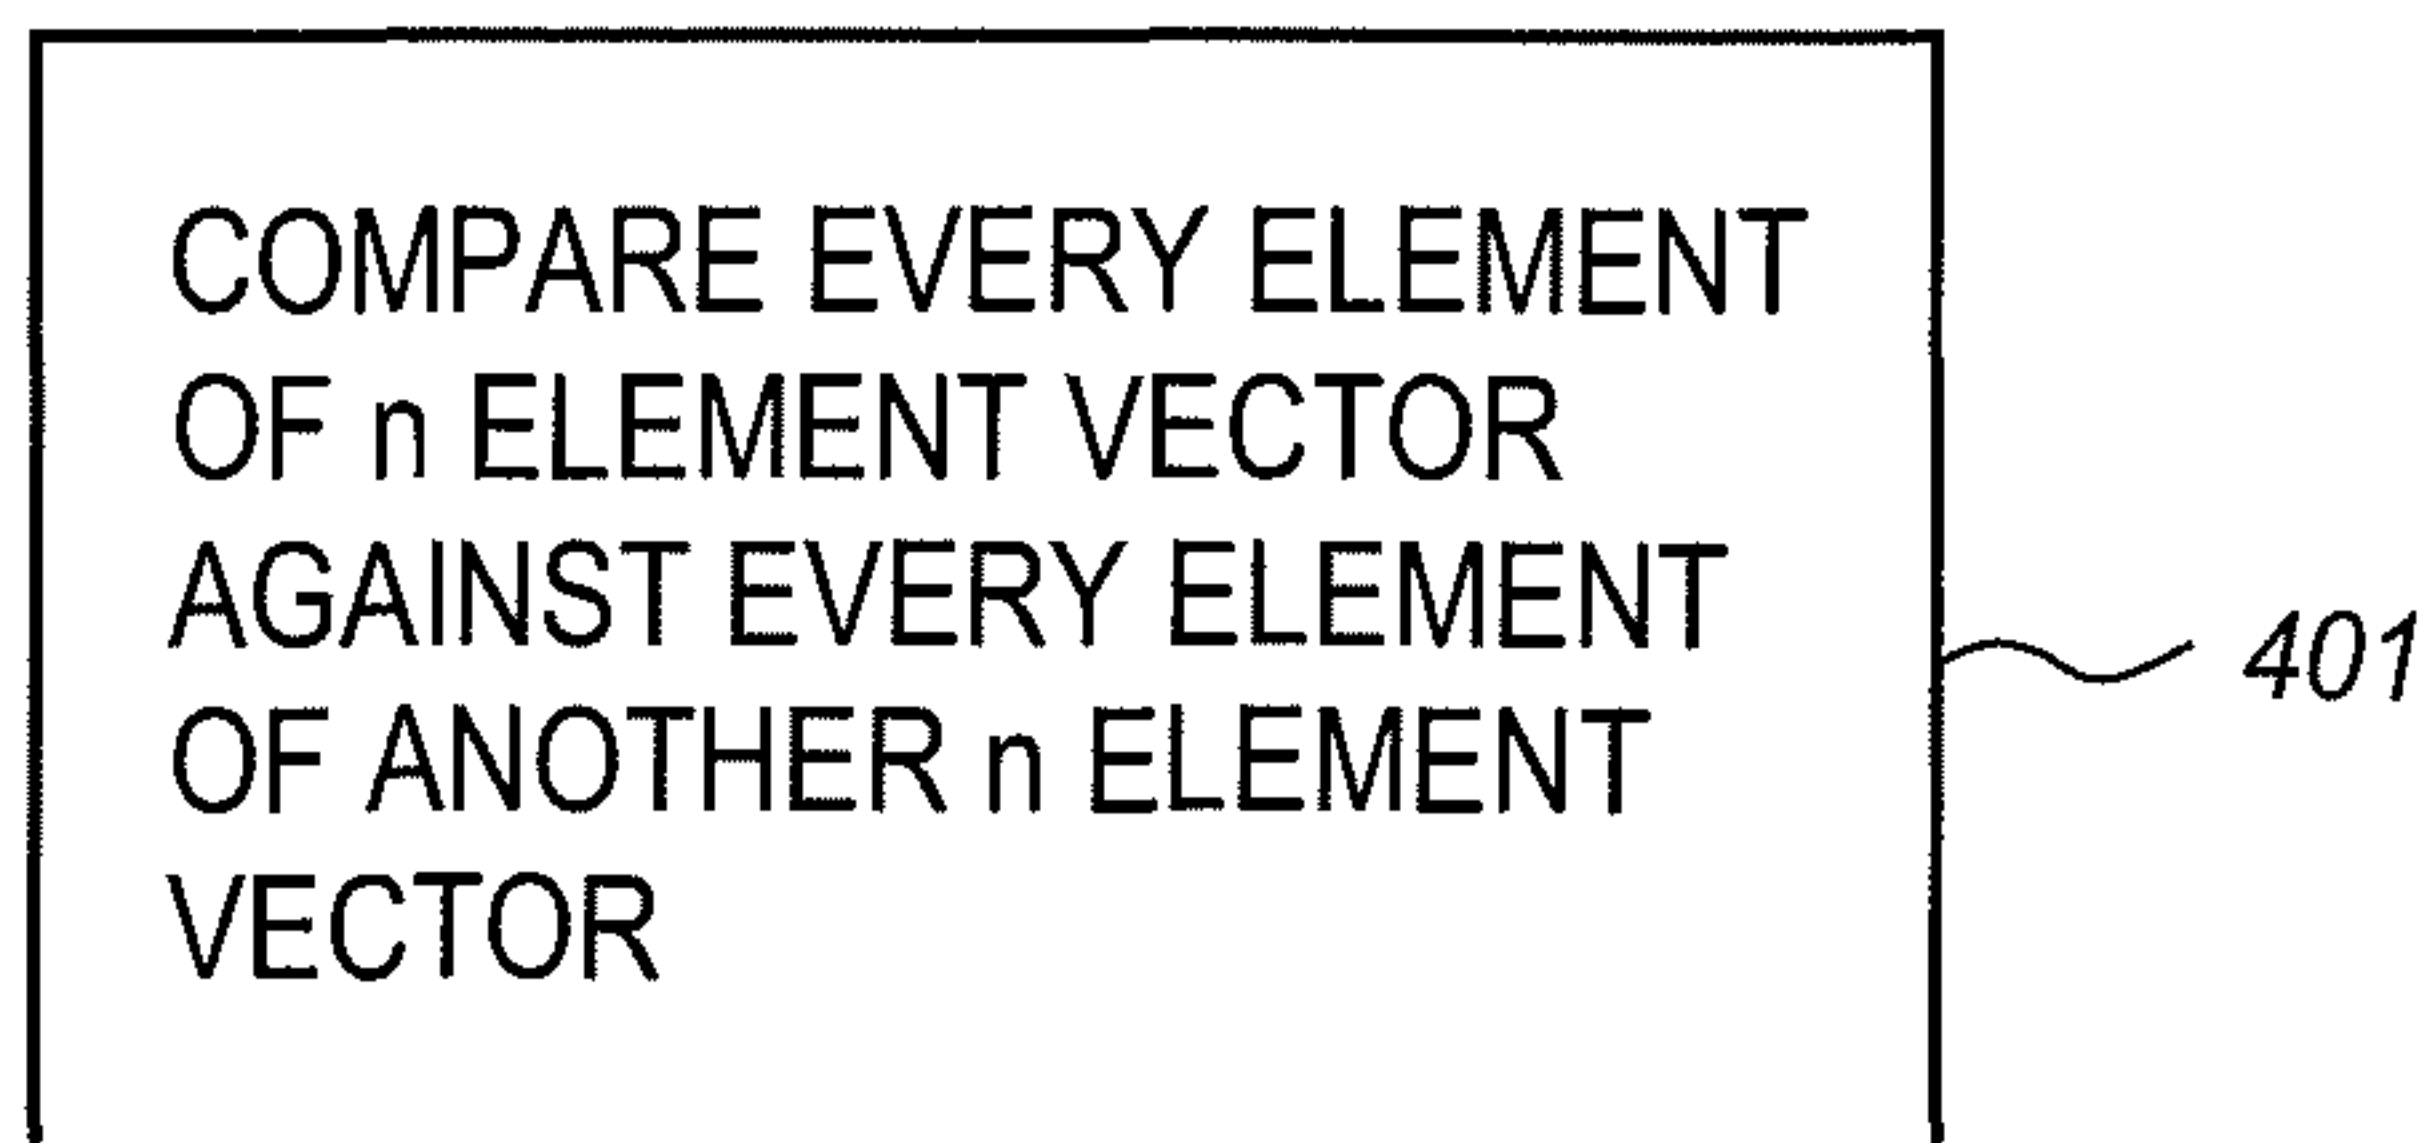 COMPARE EVERY ELEMENT
OF n ELEMENT VECTOR
AGAINST EVERY ELEMENT
OF ANOTHER n ELEMENT
VECTOR
401